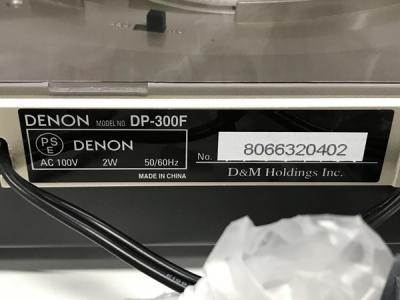 DENON MODEL NO. DP-300F
PS
E
DENON
AC 100V 2W 50/60Hz
MADE IN CHINA
No. 8066320402
D&M Holdings Inc.